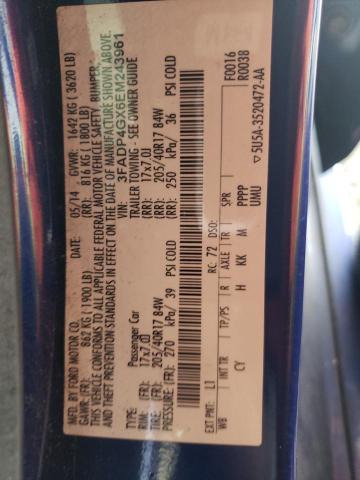 MFD. BY FORD MOTOR CO.
05/14 GVWR: 1642 KG ( 3620 LB)
GAWR: (FR): 862 KG ( 1900 LB) (RR): 816 KG ( 1800 LB)
THIS VEHICLE CONFORMS TO ALL APPLICABLE FEDERAL MOTOR VEHICLE SAFETY, BUMPER,
AND THEFT PREVENTION STANDARDS IN EFFECT ON THE DATE OF MANUFACTURE SHOWN ABOVE.
VIN: 3FADP4GX6EM243961
Passenger Car TRAILER TOWING - SEE OWNER GUIDE
RIM: (FR): 17x7.0J (RR): 17x7.0J
TIRE: (FR): 205/40R17 84W (RR): 205/40R17 84W
PRESSURE: (FR): 270 kPa/ 39 PSI COLD (RR): 250 kPa/ 36 PSI COLD
F0016
EXT PNT: L1 RC: 72 DSO: R0038
WB INT TR TP/PS R AXLE TR SPR
CY H KK M PPPP
UMU
▽ 5U5A-3520472-AA